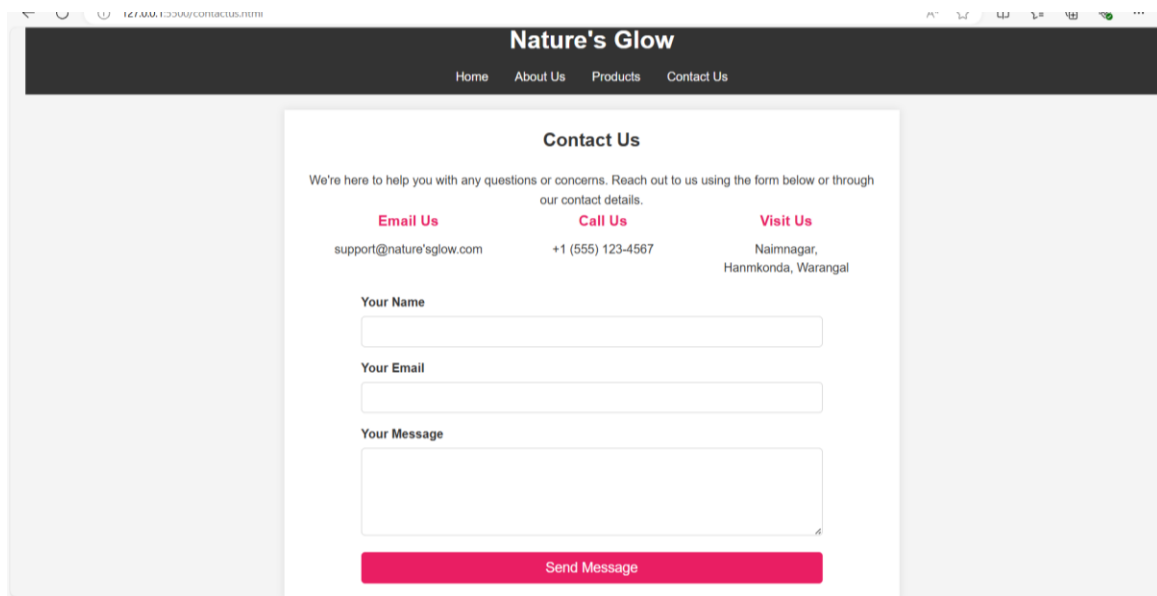 127.0.0.1:5500/contactus.html
Nature's Glow
Home About Us Products Contact Us
Contact Us
We're here to help you with any questions or concerns. Reach out to us using the form below or through
our contact details.
Email Us Call Us Visit Us
support@nature'sglow.com +1 (555) 123-4567 Naimnagar,
Hanmkonda, Warangal
Your Name
Your Email
Your Message
Send Message